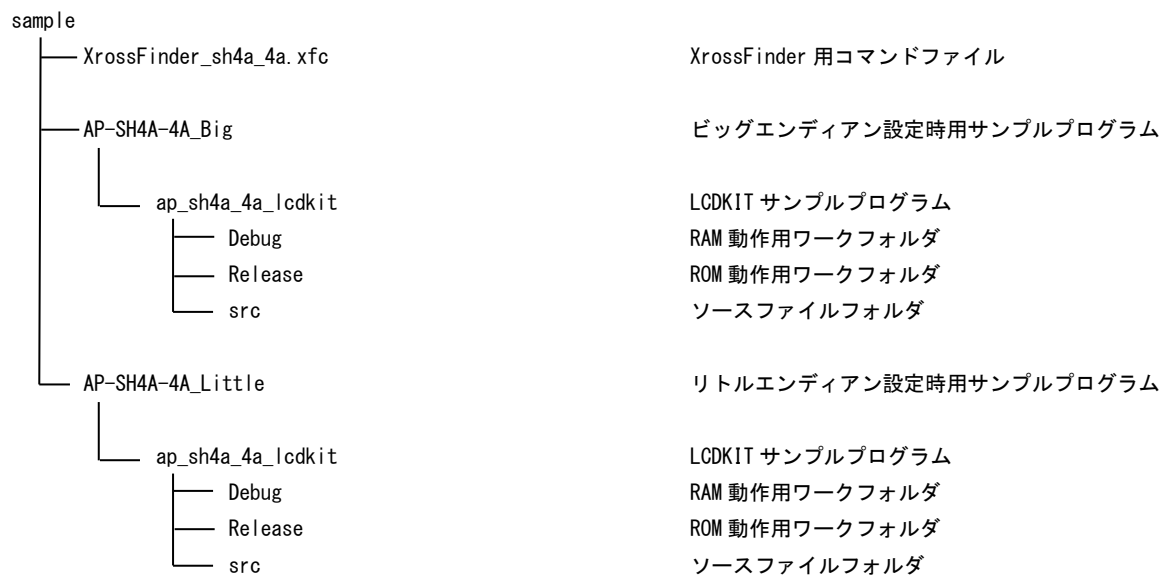 sample
XrossFinder_sh4a_4a.xfc XrossFinder 用コマンドファイル
AP-SH4A-4A_Big ビッグエンディアン設定時用サンプルプログラム
ap_sh4a_4a_lcdkit LCDKIT サンプルプログラム
Debug RAM 動作用ワークフォルダ
Release ROM 動作用ワークフォルダ
src ソースファイルフォルダ
AP-SH4A-4A_Little リトルエンディアン設定時用サンプルプログラム
ap_sh4a_4a_lcdkit LCDKIT サンプルプログラム
Debug RAM 動作用ワークフォルダ
Release ROM 動作用ワークフォルダ
src ソースファイルフォルダ